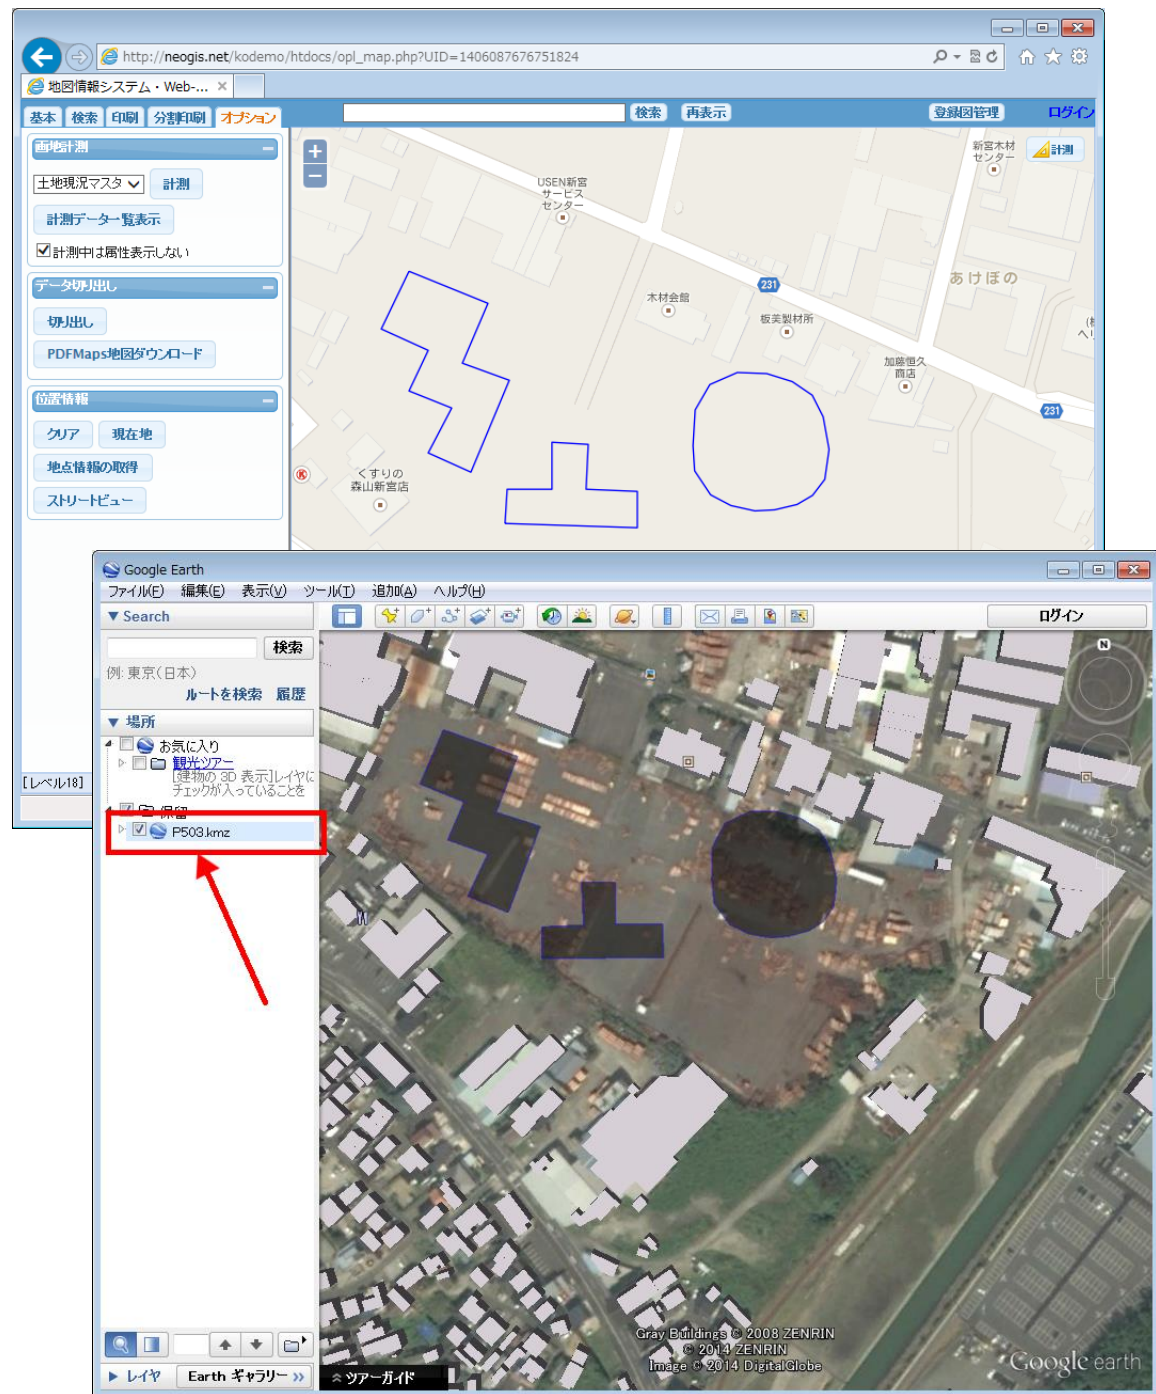 http://neogis.net/kodemo/htdocs/opl_map.php?UID=1406087676751824
地図情報システム・Web-... ×
基本 検索 印刷 分割印刷 オプション
検索 再表示 登録図管理 ログイン
画地計測
土地現況マスタ 計測
計測データ一覧表示
計測中は属性表示しない
データ切り出し
切り出し
PDFMaps地図ダウンロード
位置情報
クリア 現在地
地点情報の取得
ストリートビュー
[レベル18]
+
−
計測
新宮木材
センター
USEN新宮
サービス
センター
あけぼの
231
木材会館
板美製材所
加藤恒久
商店
231
くすりの
森山新宮店
Google Earth
ファイル(F) 編集(E) 表示(V) ツール(T) 追加(A) ヘルプ(H)
▼ Search
ログイン
検索
例: 東京(日本)
ルートを検索 履歴
▼ 場所
お気に入り
観光ツアー
[建物の 3D 表示]レイヤに
チェックが入っていることを
保留
P503.kmz
N
Gray Buildings © 2008 ZENRIN
© 2014 ZENRIN
Image © 2014 DigitalGlobe
Google earth
レイヤ Earth ギャラリー >>
ツアーガイド